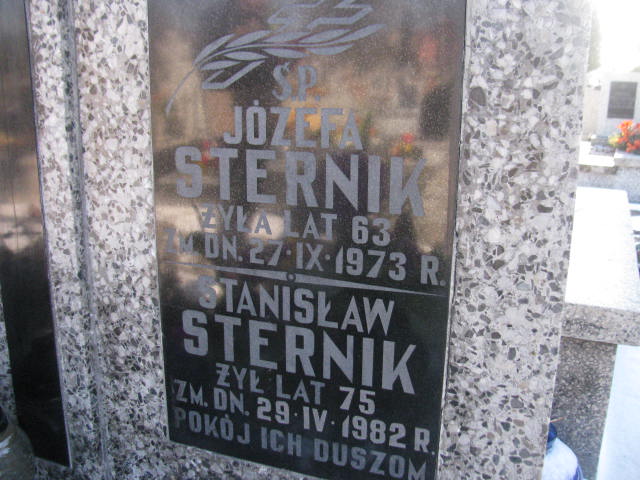 Ś.P.
JÓZEFA
STERNIK
ŻYŁA LAT 63
ZM. DN. 27·IX·1973 R.
STANISŁAW
STERNIK
ŻYŁ LAT 75
ZM. DN. 29·IV·1982 R.
POKÓJ ICH DUSZOM